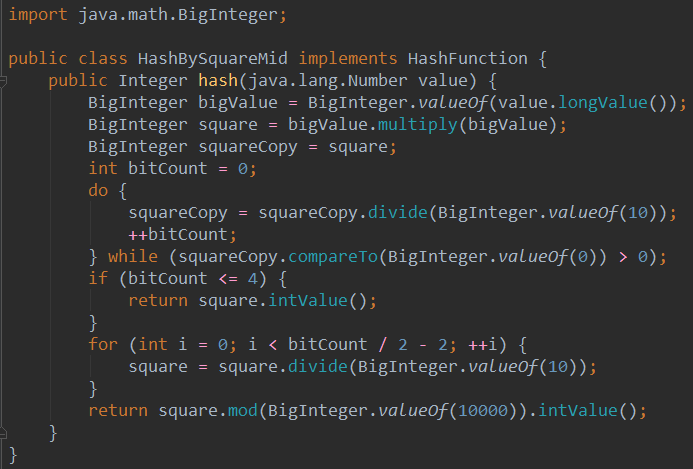 import java.math.BigInteger;
public class HashBySquareMid implements HashFunction {
    public Integer hash(java.lang.Number value) {
        BigInteger bigValue = BigInteger.valueOf(value.longValue());
        BigInteger square = bigValue.multiply(bigValue);
        BigInteger squareCopy = square;
        int bitCount = 0;
        do {
            squareCopy = squareCopy.divide(BigInteger.valueOf(10));
            ++bitCount;
        } while (squareCopy.compareTo(BigInteger.valueOf(0)) > 0);
        if (bitCount <= 4) {
            return square.intValue();
        }
        for (int i = 0; i < bitCount / 2 - 2; ++i) {
            square = square.divide(BigInteger.valueOf(10));
        }
        return square.mod(BigInteger.valueOf(10000)).intValue();
    }
}